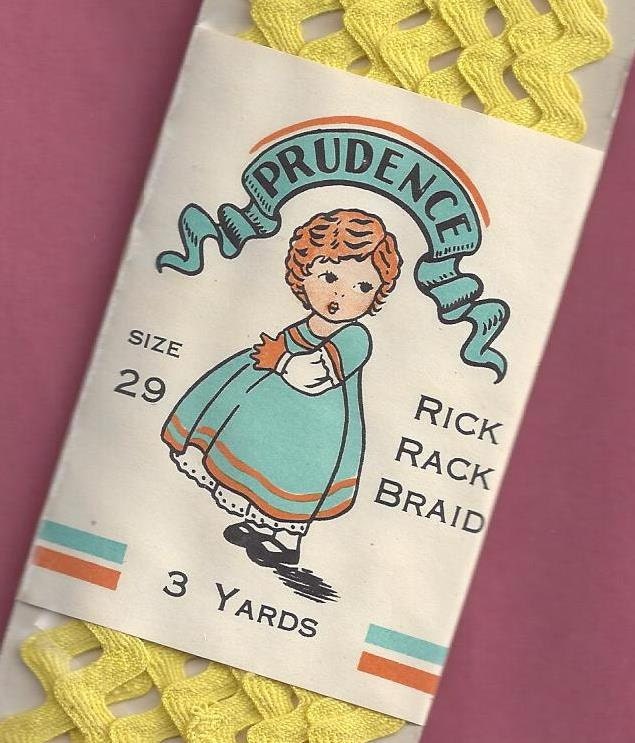 PRUDENCE
SIZE
29
RICK
RACK
BRAID
3 YARDS